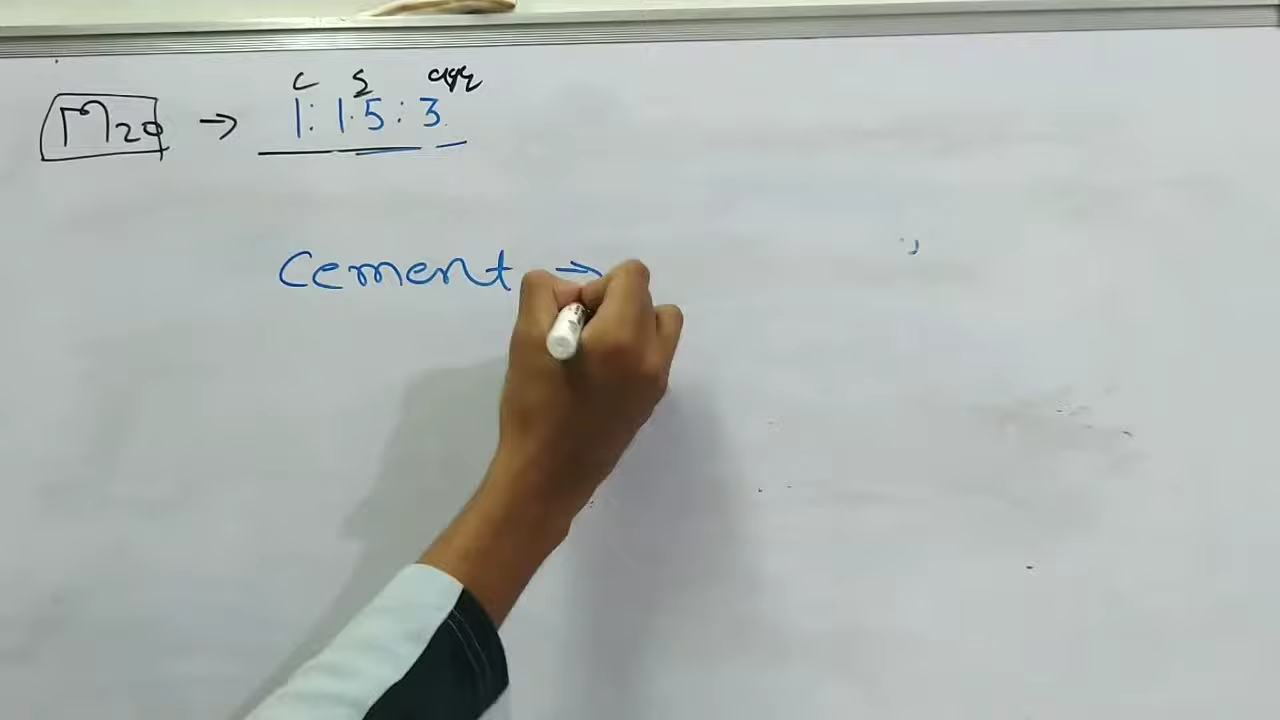 C S agg
M20 → 1 : 1.5 : 3
Cement →